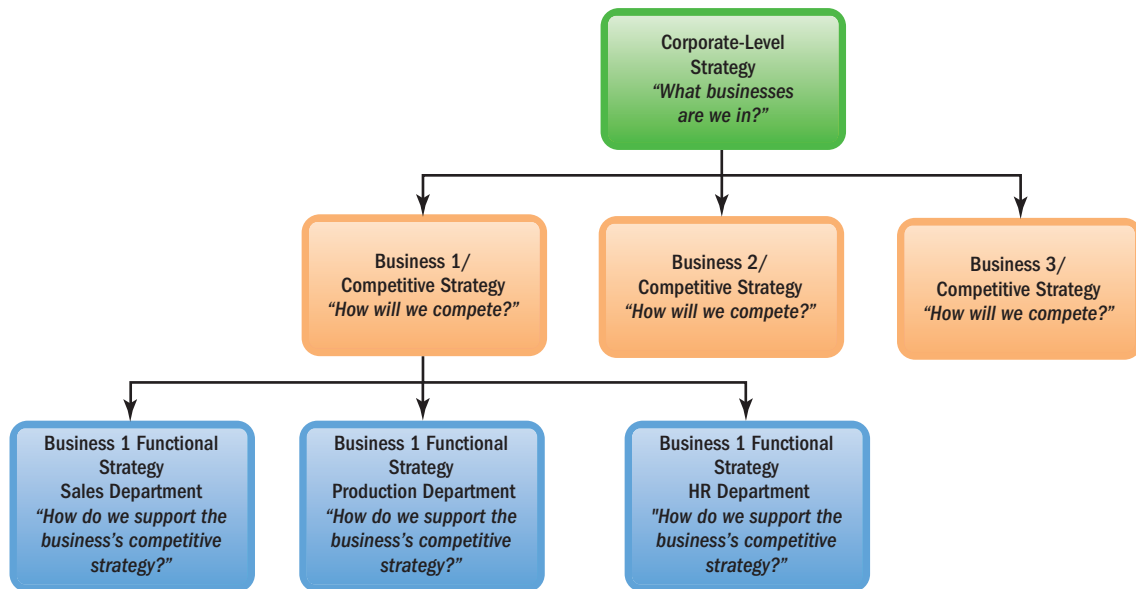 Corporate-Level
Strategy
“What businesses
are we in?”
Business 1/
Competitive Strategy
“How will we compete?”
Business 2/
Competitive Strategy
“How will we compete?”
Business 3/
Competitive Strategy
“How will we compete?”
Business 1 Functional
Strategy
Sales Department
“How do we support the
business’s competitive
strategy?”
Business 1 Functional
Strategy
Production Department
“How do we support the
business’s competitive
strategy?”
Business 1 Functional
Strategy
HR Department
"How do we support the
business’s competitive
strategy?”